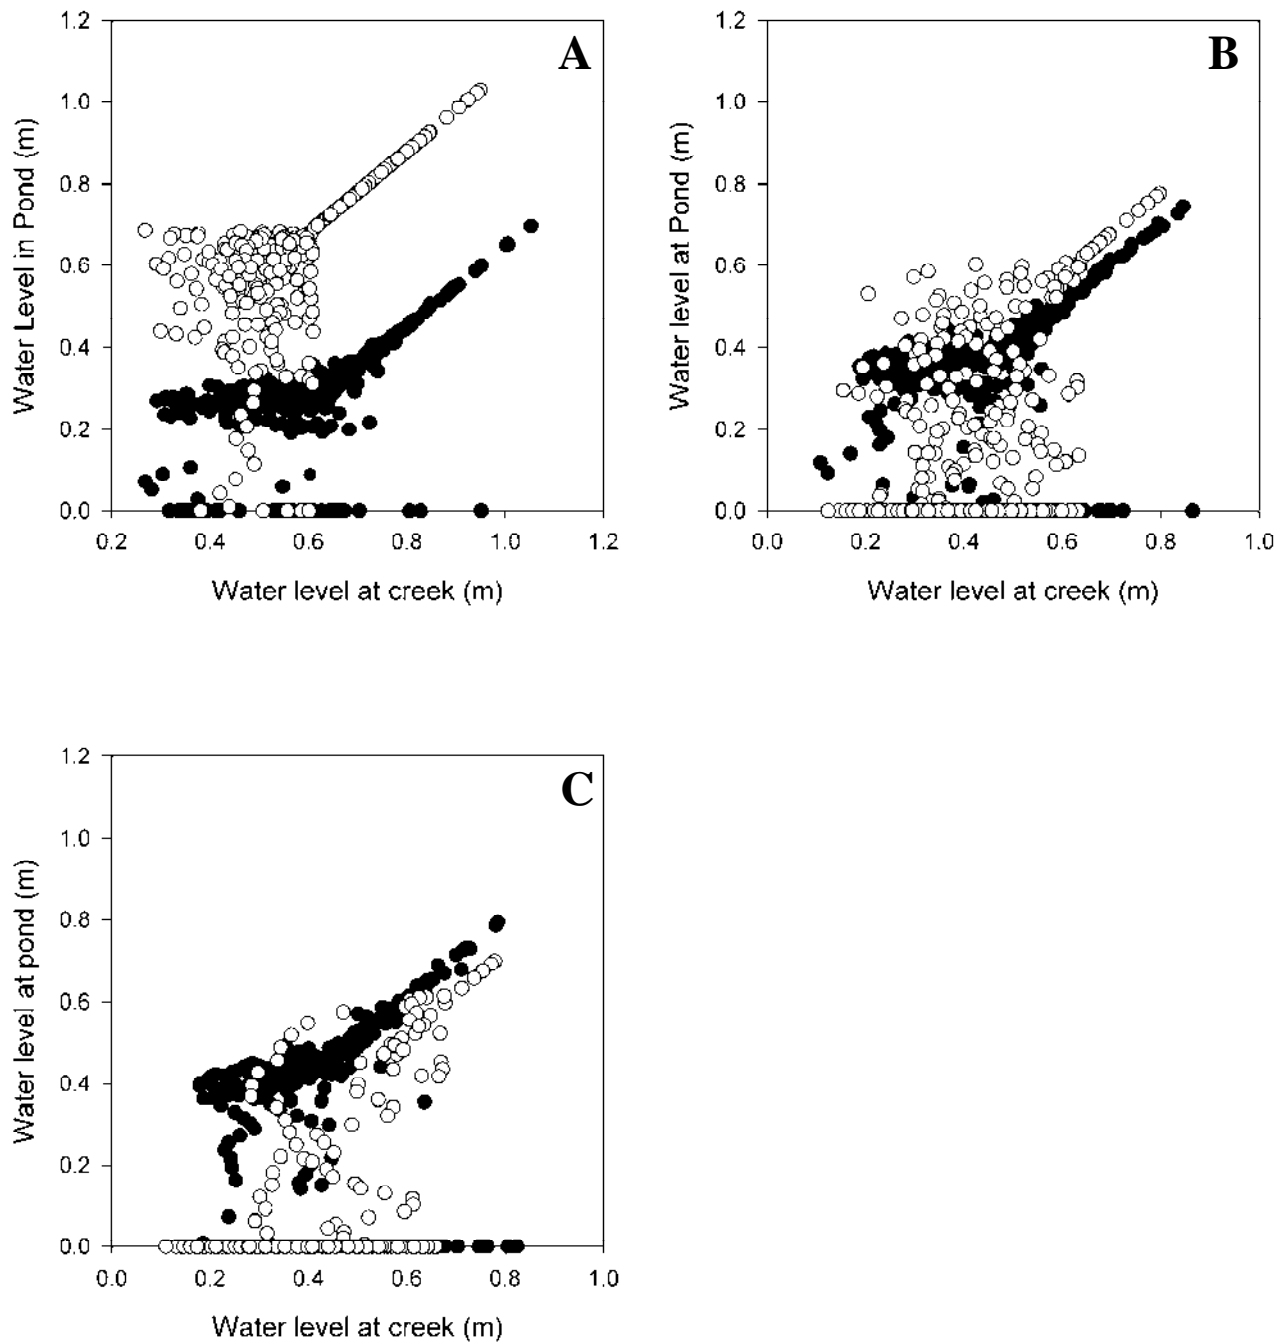 1.2
1.0
0.8
0.6
0.4
0.2
0.0
Water Level in Pond (m)
A
0.2 0.4 0.6 0.8 1.0 1.2
Water level at creek (m)
1.2
1.0
0.8
0.6
0.4
0.2
0.0
Water level at Pond (m)
B
0.0 0.2 0.4 0.6 0.8 1.0
Water level at creek (m)
1.2
1.0
0.8
0.6
0.4
0.2
0.0
Water level at pond (m)
C
0.0 0.2 0.4 0.6 0.8 1.0
Water level at creek (m)